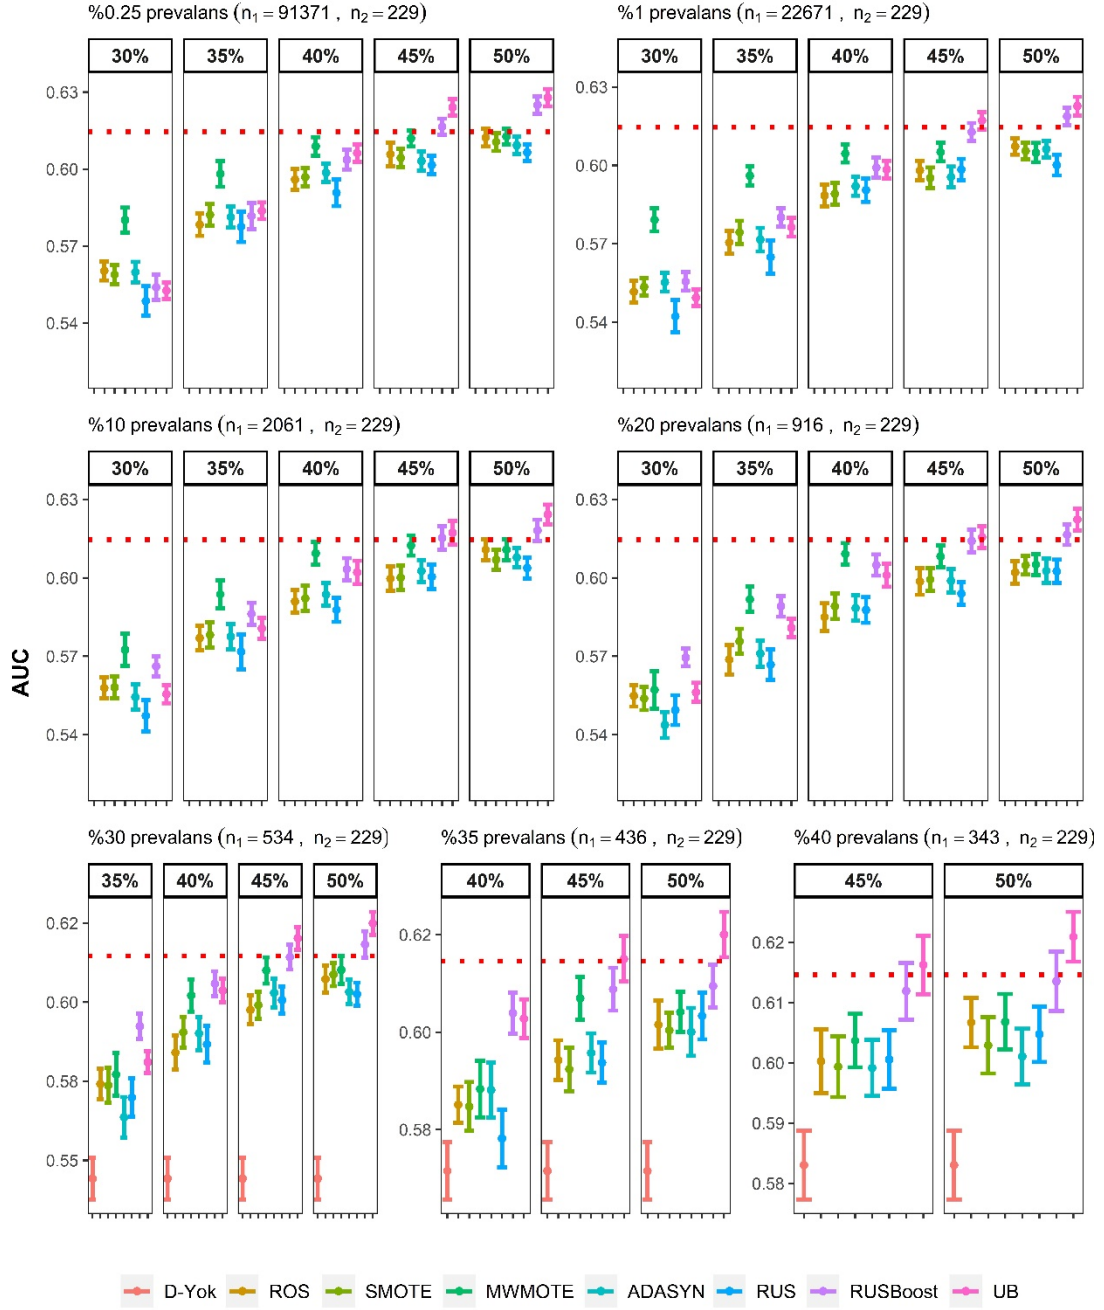 %0.25 prevalans (n₁ = 91371 , n₂ = 229)
30% 35% 40% 45% 50%
0.63
0.60
0.57
0.54
%1 prevalans (n₁ = 22671 , n₂ = 229)
30% 35% 40% 45% 50%
0.63
0.60
0.57
0.54
%10 prevalans (n₁ = 2061 , n₂ = 229)
30% 35% 40% 45% 50%
0.63
0.60
0.57
0.54
%20 prevalans (n₁ = 916 , n₂ = 229)
30% 35% 40% 45% 50%
0.63
0.60
0.57
0.54
AUC
%30 prevalans (n₁ = 534 , n₂ = 229)
35% 40% 45% 50%
0.62
0.60
0.58
0.55
%35 prevalans (n₁ = 436 , n₂ = 229)
40% 45% 50%
0.62
0.60
0.58
%40 prevalans (n₁ = 343 , n₂ = 229)
45% 50%
0.62
0.61
0.60
0.59
0.58
D-Yok ROS SMOTE MWMOTE ADASYN RUS RUSBoost UB